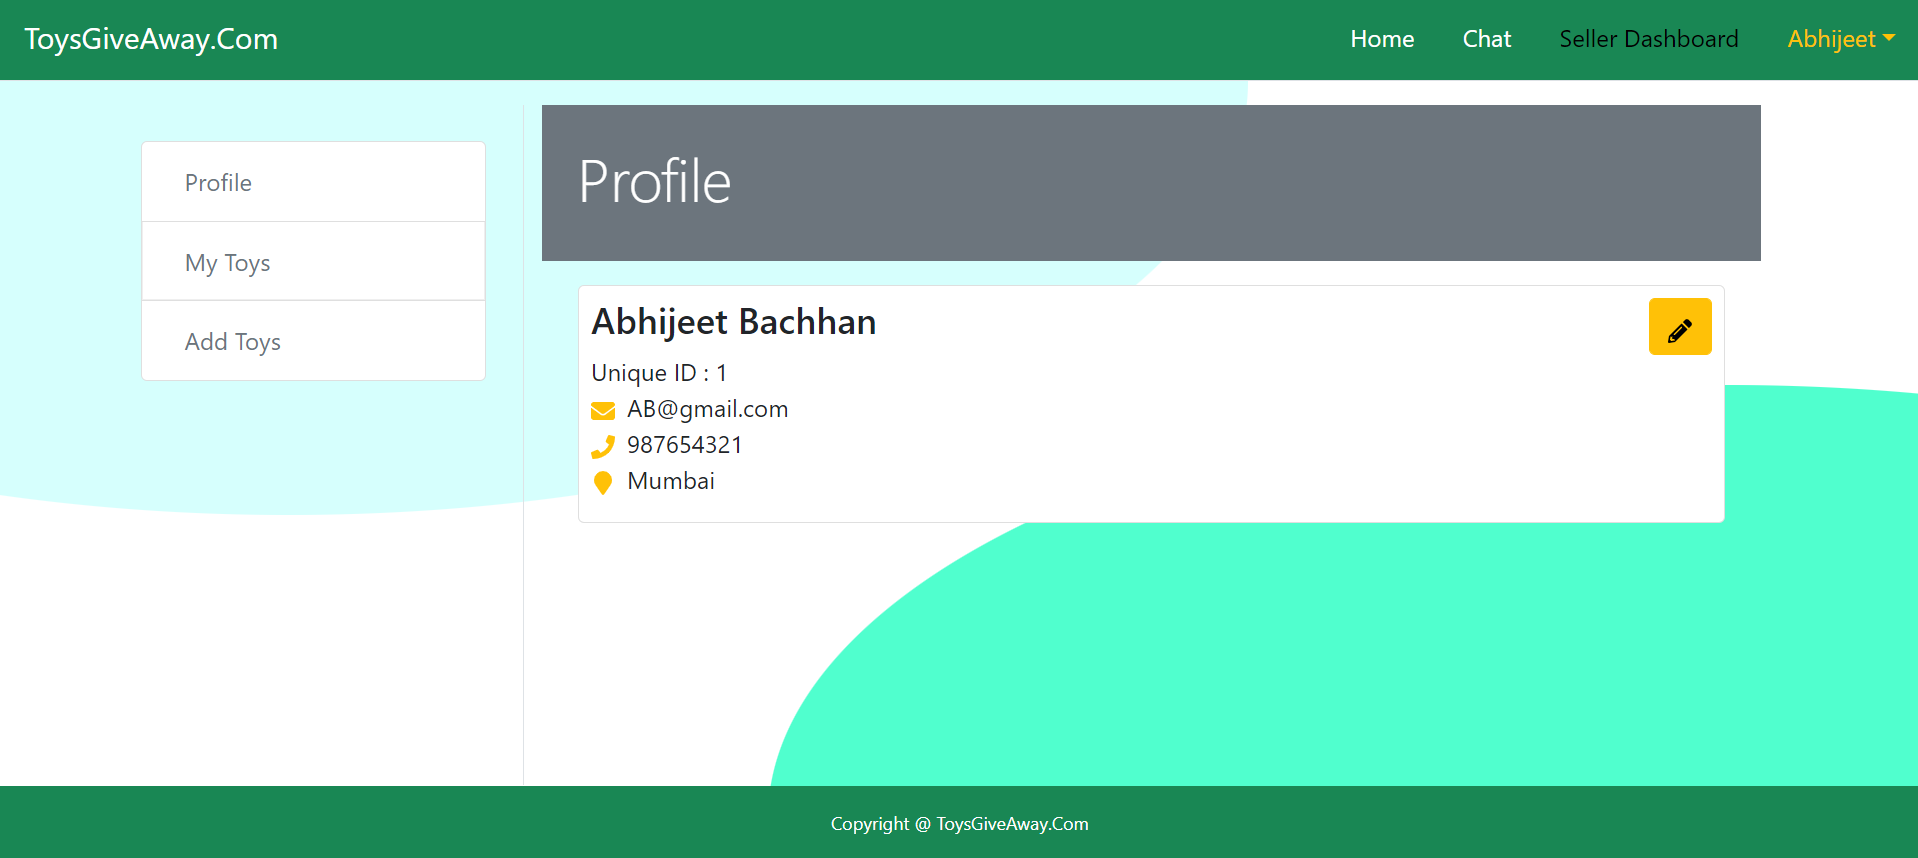 ToysGiveAway.Com
Home
Chat
Seller Dashboard
Abhijeet
Profile
My Toys
Add Toys
Profile
Abhijeet Bachhan
Unique ID : 1
AB@gmail.com
987654321
Mumbai
Copyright @ ToysGiveAway.Com